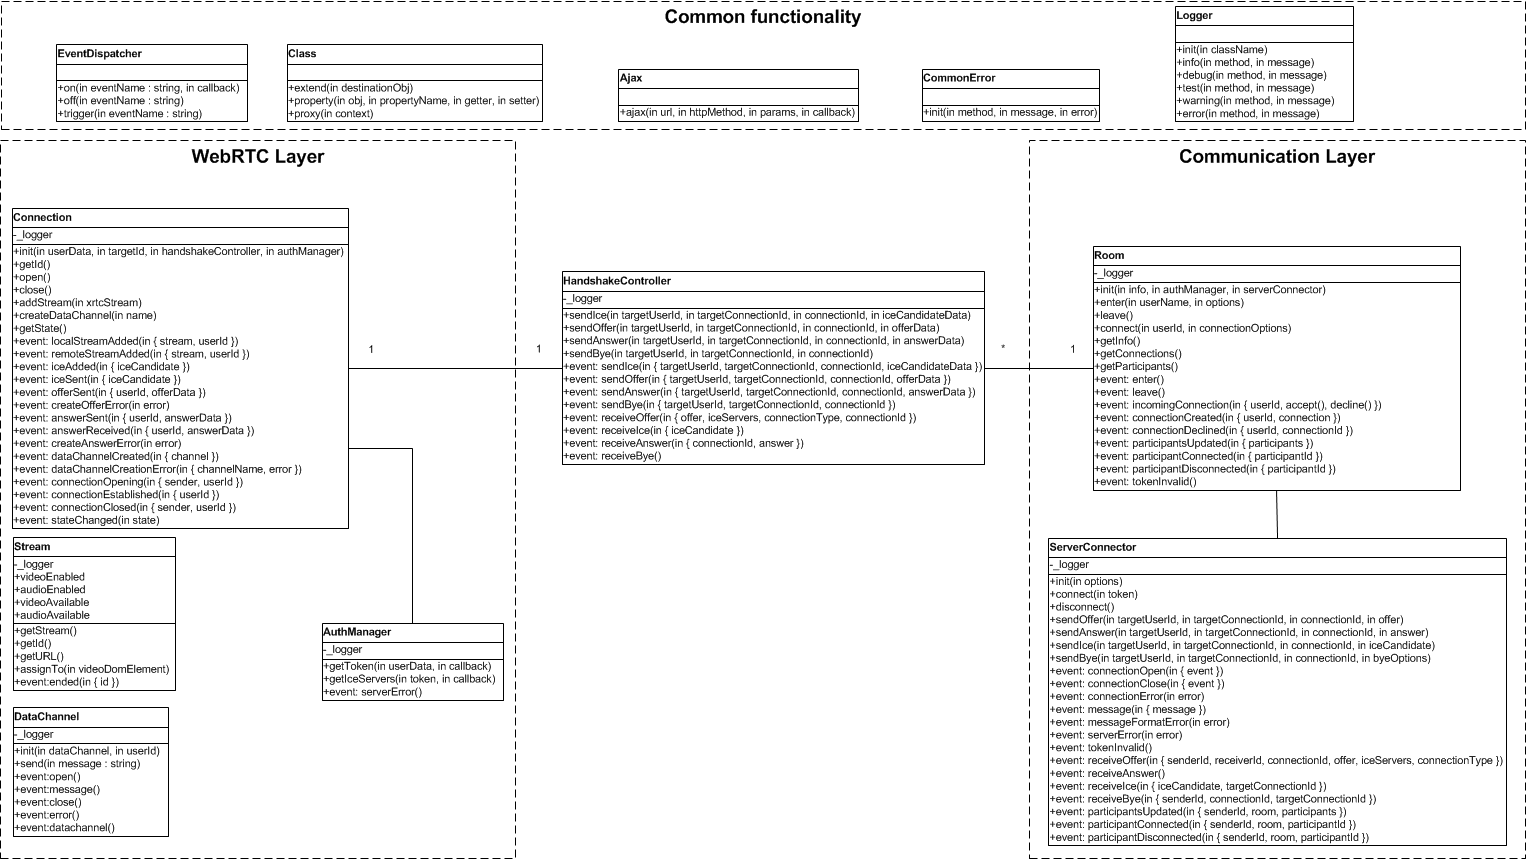 Common functionality
EventDispatcher
+on(in eventName : string, in callback)
+off(in eventName : string)
+trigger(in eventName : string)
Class
+extend(in destinationObj)
+property(in obj, in propertyName, in getter, in setter)
+proxy(in context)
Ajax
+ajax(in url, in httpMethod, in params, in callback)
CommonError
+init(in method, in message, in error)
Logger
+init(in className)
+info(in method, in message)
+debug(in method, in message)
+test(in method, in message)
+warning(in method, in message)
+error(in method, in message)
WebRTC Layer
Connection
-_logger
+init(in userData, in targetId, in handshakeController, in authManager)
+getId()
+open()
+close()
+addStream(in xrtcStream)
+createDataChannel(in name)
+getState()
+event: localStreamAdded(in { stream, userId })
+event: remoteStreamAdded(in { stream, userId })
+event: iceAdded(in { iceCandidate })
+event: iceSent(in { iceCandidate })
+event: offerSent(in { userId, offerData })
+event: createOfferError(in error)
+event: answerSent(in { userId, answerData })
+event: answerReceived(in { userId, answerData })
+event: createAnswerError(in error)
+event: dataChannelCreated(in { channel })
+event: dataChannelCreationError(in { channelName, error })
+event: connectionOpening(in { sender, userId })
+event: connectionEstablished(in { userId })
+event: connectionClosed(in { sender, userId })
+event: stateChanged(in state)
Stream
-_logger
+videoEnabled
+audioEnabled
+videoAvailable
+audioAvailable
+getStream()
+getId()
+getURL()
+assignTo(in videoDomElement)
+event:ended(in { id })
DataChannel
-_logger
+init(in dataChannel, in userId)
+send(in message : string)
+event:open()
+event:message()
+event:close()
+event:error()
+event:datachannel()
AuthManager
-_logger
+getToken(in userData, in callback)
+getIceServers(in token, in callback)
+event: serverError()
1
1
HandshakeController
-_logger
+sendIce(in targetUserId, in targetConnectionId, in connectionId, in iceCandidateData)
+sendOffer(in targetUserId, in targetConnectionId, in connectionId, in offerData)
+sendAnswer(in targetUserId, in targetConnectionId, in connectionId, in answerData)
+sendBye(in targetUserId, in targetConnectionId, in connectionId)
+event: sendIce(in { targetUserId, targetConnectionId, connectionId, iceCandidateData })
+event: sendOffer(in { targetUserId, targetConnectionId, connectionId, offerData })
+event: sendAnswer(in { targetUserId, targetConnectionId, connectionId, answerData })
+event: sendBye(in { targetUserId, targetConnectionId, connectionId })
+event: receiveOffer(in { offer, iceServers, connectionType, connectionId })
+event: receiveIce(in { iceCandidate })
+event: receiveAnswer(in { connectionId, answer })
+event: receiveBye()
*
1
Communication Layer
Room
-_logger
+init(in info, in authManager, in serverConnector)
+enter(in userName, in options)
+leave()
+connect(in userId, in connectionOptions)
+getInfo()
+getConnections()
+getParticipants()
+event: enter()
+event: leave()
+event: incomingConnection(in { userId, accept(), decline() })
+event: connectionCreated(in { userId, connection })
+event: connectionDeclined(in { userId, connectionId })
+event: participantsUpdated(in { participants })
+event: participantConnected(in { participantId })
+event: participantDisconnected(in { participantId })
+event: tokenInvalid()
ServerConnector
-_logger
+init(in options)
+connect(in token)
+disconnect()
+sendOffer(in targetUserId, in targetConnectionId, in connectionId, in offer)
+sendAnswer(in targetUserId, in targetConnectionId, in connectionId, in answer)
+sendIce(in targetUserId, in targetConnectionId, in connectionId, in iceCandidate)
+sendBye(in targetUserId, in targetConnectionId, in connectionId, in byeOptions)
+event: connectionOpen(in { event })
+event: connectionClose(in { event })
+event: connectionError(in error)
+event: message(in { message })
+event: messageFormatError(in error)
+event: serverError(in error)
+event: tokenInvalid()
+event: receiveOffer(in { senderId, receiverId, connectionId, offer, iceServers, connectionType })
+event: receiveAnswer()
+event: receiveIce(in { iceCandidate, targetConnectionId })
+event: receiveBye(in { senderId, connectionId, targetConnectionId })
+event: participantsUpdated(in { senderId, room, participants })
+event: participantConnected(in { senderId, room, participantId })
+event: participantDisconnected(in { senderId, room, participantId })